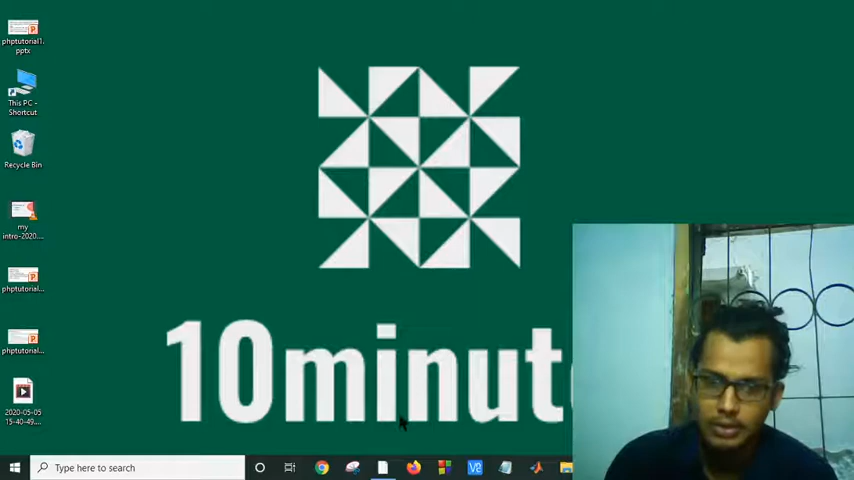 phptutorial1.
pptx
This PC -
Shortcut
Recycle Bin
my
intro-2020....
phptutorial...
phptutorial...
2020-05-05
15-40-49....
10minut
Type here to search